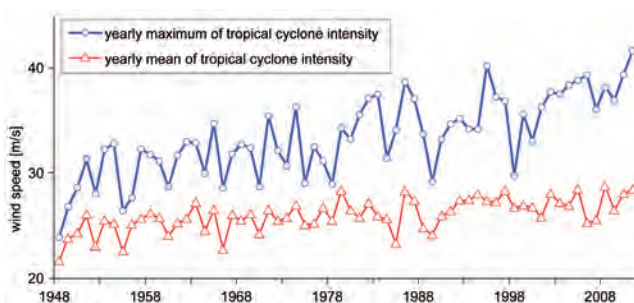 yearly maximum of tropical cyclone intensity
yearly mean of tropical cyclone intensity
wind speed [m/s]
40
30
20
1948 1958 1968 1978 1988 1998 2008